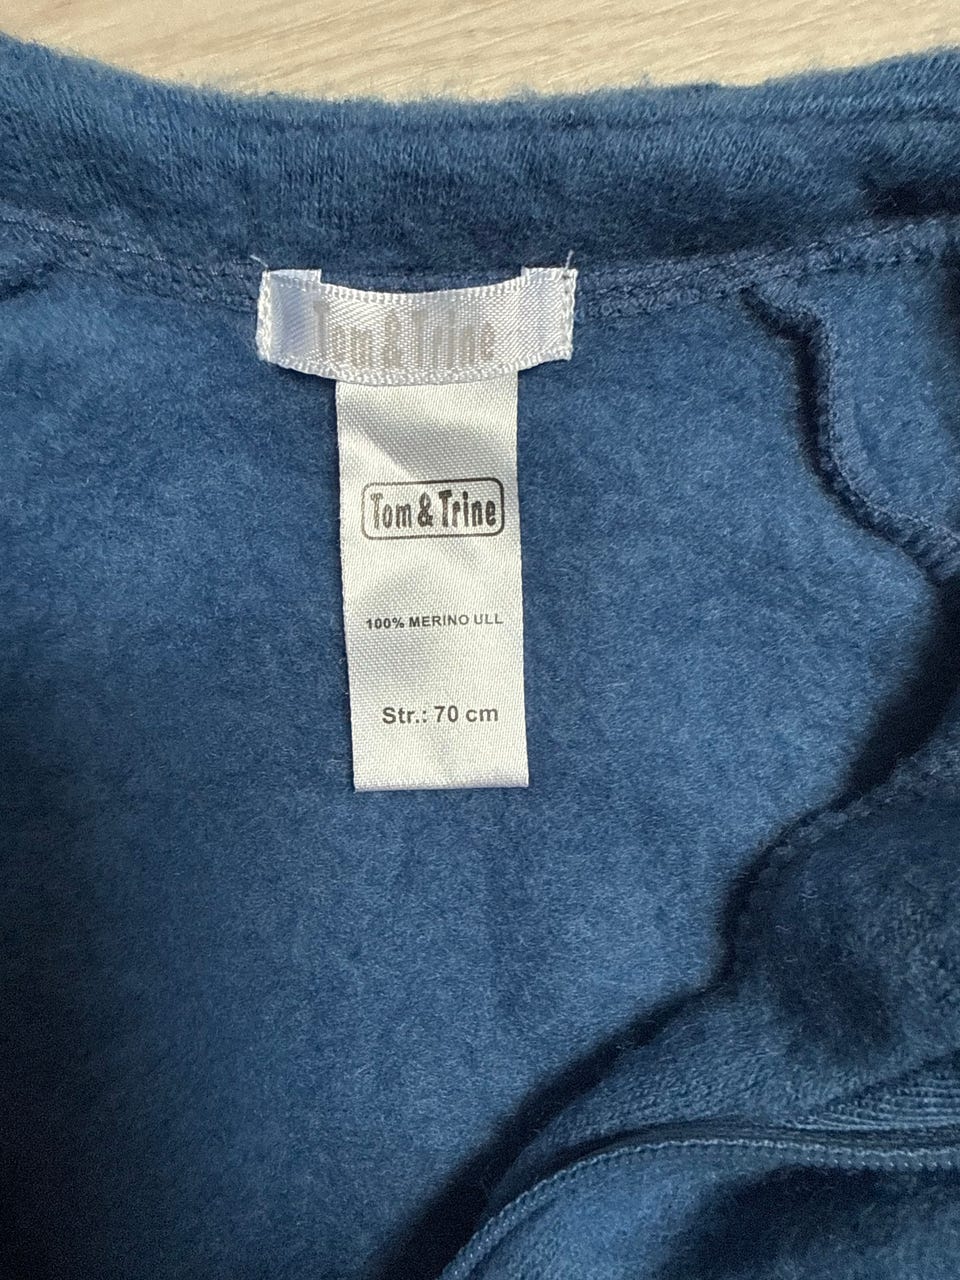 Tom & Trine
Tom & Trine
100% MERINO ULL
Str.: 70 cm